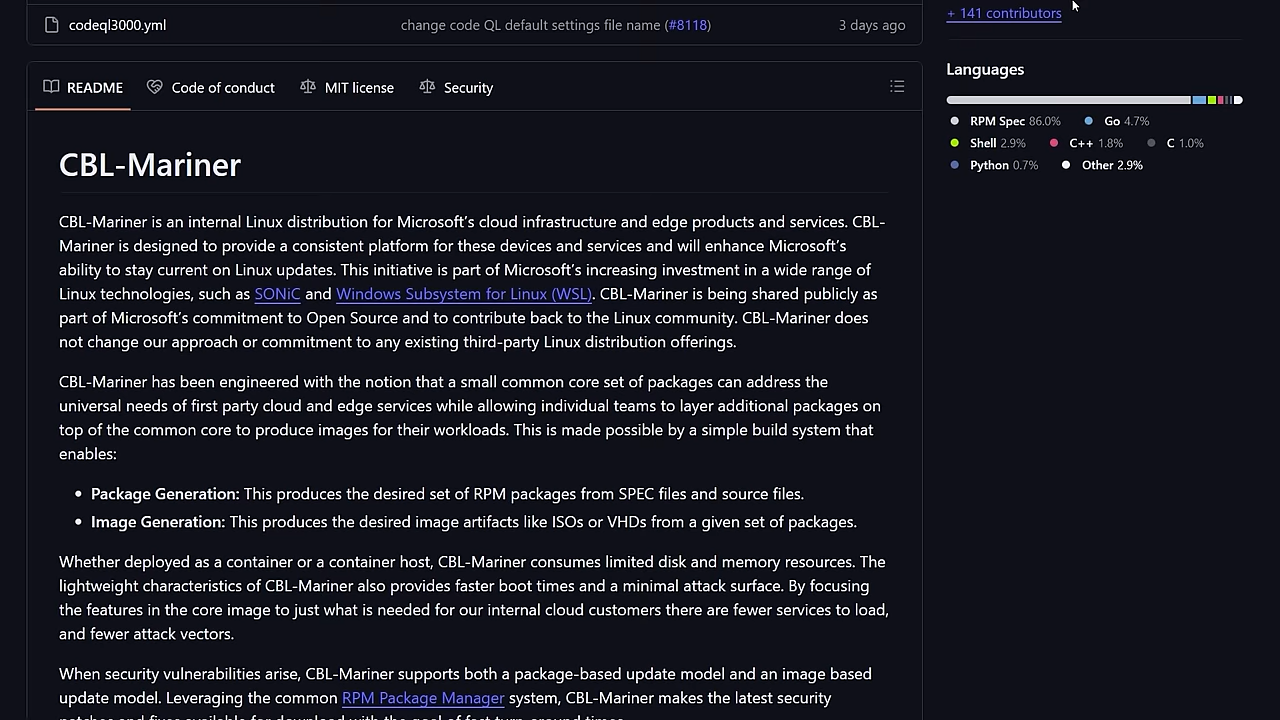 codeql3000.yml change code QL default settings file name (#8118) 3 days ago
README Code of conduct MIT license Security
CBL-Mariner
CBL-Mariner is an internal Linux distribution for Microsoft's cloud infrastructure and edge products and services. CBL-
Mariner is designed to provide a consistent platform for these devices and services and will enhance Microsoft's
ability to stay current on Linux updates. This initiative is part of Microsoft's increasing investment in a wide range of
Linux technologies, such as SONiC and Windows Subsystem for Linux (WSL). CBL-Mariner is being shared publicly as
part of Microsoft's commitment to Open Source and to contribute back to the Linux community. CBL-Mariner does
not change our approach or commitment to any existing third-party Linux distribution offerings.
CBL-Mariner has been engineered with the notion that a small common core set of packages can address the
universal needs of first party cloud and edge services while allowing individual teams to layer additional packages on
top of the common core to produce images for their workloads. This is made possible by a simple build system that
enables:
• Package Generation: This produces the desired set of RPM packages from SPEC files and source files.
• Image Generation: This produces the desired image artifacts like ISOs or VHDs from a given set of packages.
Whether deployed as a container or a container host, CBL-Mariner consumes limited disk and memory resources. The
lightweight characteristics of CBL-Mariner also provides faster boot times and a minimal attack surface. By focusing
the features in the core image to just what is needed for our internal cloud customers there are fewer services to load,
and fewer attack vectors.
When security vulnerabilities arise, CBL-Mariner supports both a package-based update model and an image based
update model. Leveraging the common RPM Package Manager system, CBL-Mariner makes the latest security
patches and fixes available for download with the goal of fast turn-around times.
+ 141 contributors
Languages
RPM Spec 86.0% Go 4.7%
Shell 2.9% C++ 1.8% C 1.0%
Python 0.7% Other 2.9%